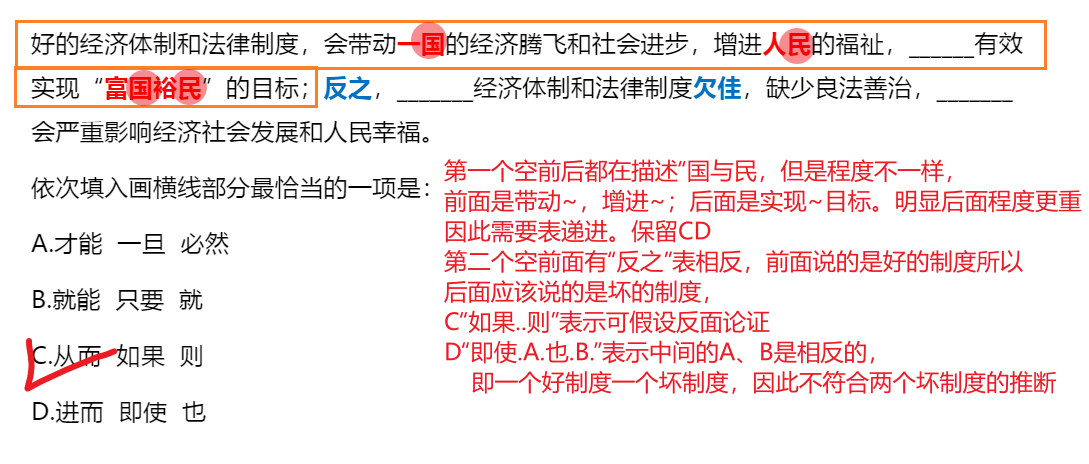 好的经济体制和法律制度，会带动一国的经济腾飞和社会进步，增进人民的福祉，______有效
实现“富国裕民”的目标；反之，_______经济体制和法律制度欠佳，缺少良法善治，_______
会严重影响经济社会发展和人民幸福。
依次填入画横线部分最恰当的一项是：
第一个空前后都在描述“国与民，但是程度不一样，
前面是带动~，增进~；后面是实现~目标。明显后面程度更重
因此需要表递进。保留CD
第二个空前面有“反之“表相反，前面说的是好的制度所以
后面应该说的是坏的制度，
C“如果..则”表示可假设反面论证
D“即使.A.也.B.”表示中间的A、B是相反的，
即一个好制度一个坏制度，因此不符合两个坏制度的推断
A.才能 一旦 必然
B.就能 只要 就
C.从而 如果 则
D.进而 即使 也